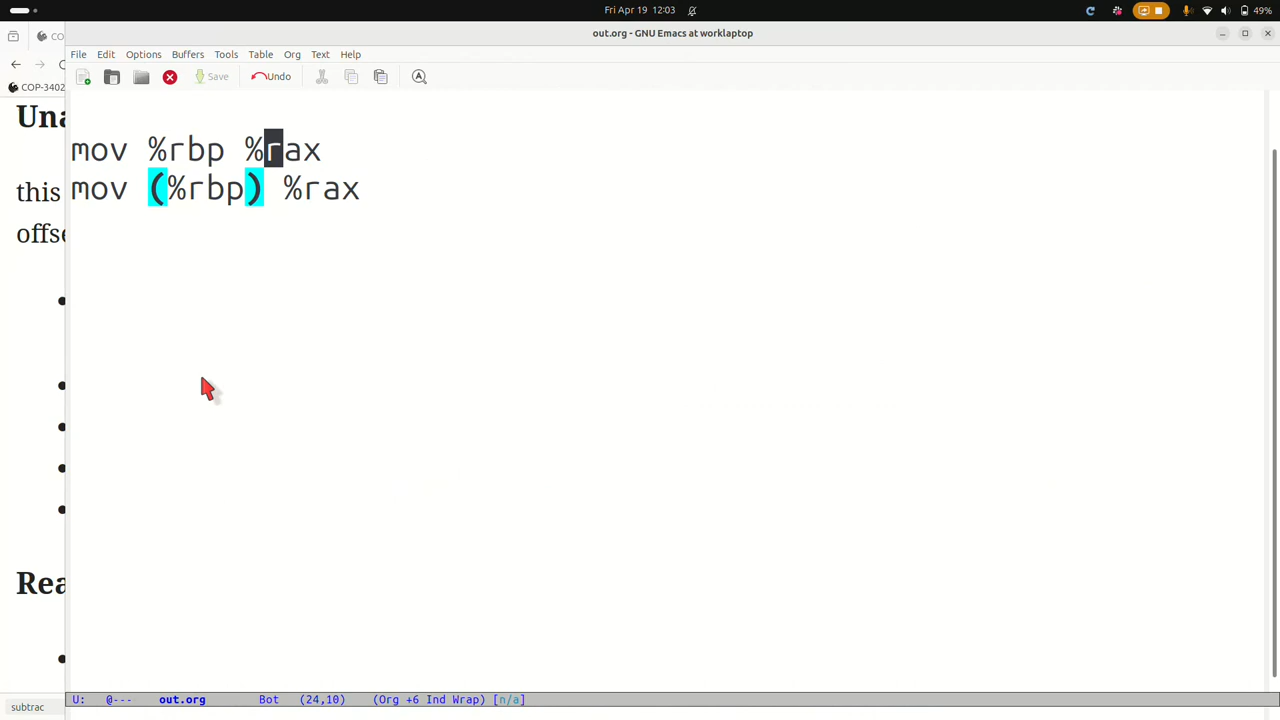 Fri Apr 19 12:03
49%
out.org - GNU Emacs at worklaptop
File Edit Options Buffers Tools Table Org Text Help
Save Undo
CO
COP-3402
Una
this
offse
Rea
subtrac
mov %rbp %rax
mov (%rbp) %rax
U: @--- out.org Bot (24,10) (Org +6 Ind Wrap) [n/a]